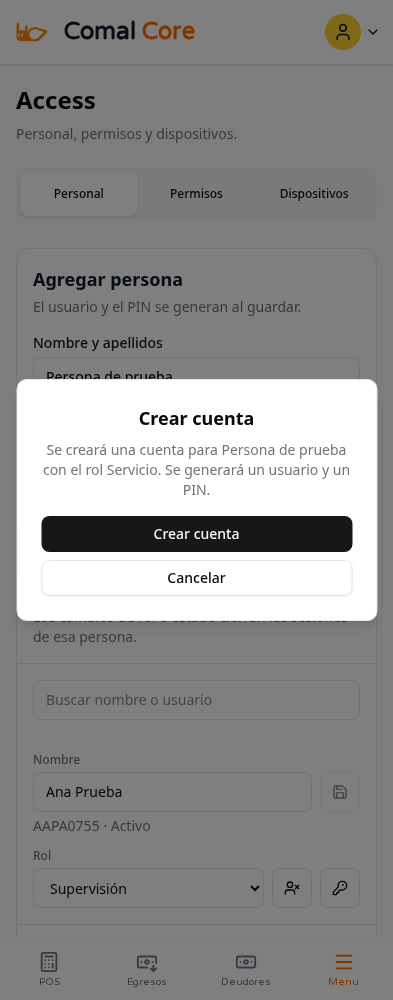 Comal Core
Access
Personal, permisos y dispositivos.
Personal
Permisos
Dispositivos
Agregar persona
El usuario y el PIN se generan al guardar.
Nombre y apellidos
Persona de prueba
Crear cuenta
Se creará una cuenta para Persona de prueba
con el rol Servicio. Se generará un usuario y un
PIN.
Crear cuenta
Cancelar
de esa persona.
Buscar nombre o usuario
Nombre
Ana Prueba
AAPA0755 · Activo
Rol
Supervisión
POS
Egresos
Deudores
Menu